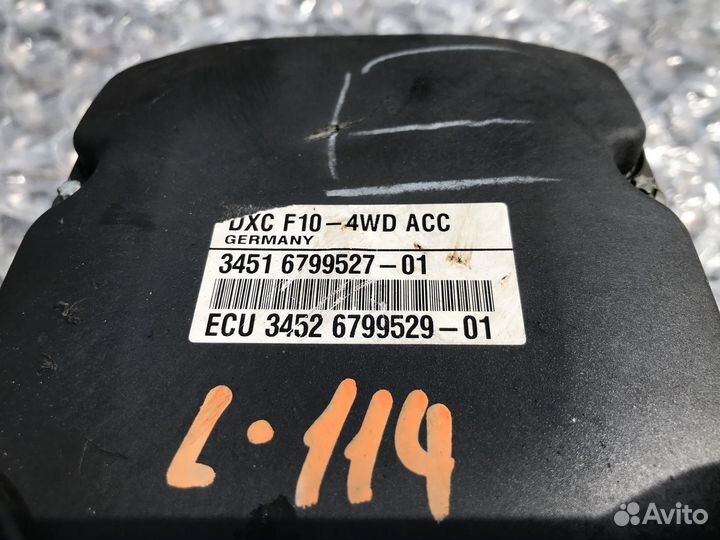 E
DXC F10-4WD ACC
GERMANY
3451 6799527-01
ECU 3452 6799529-01
L·114
Avito